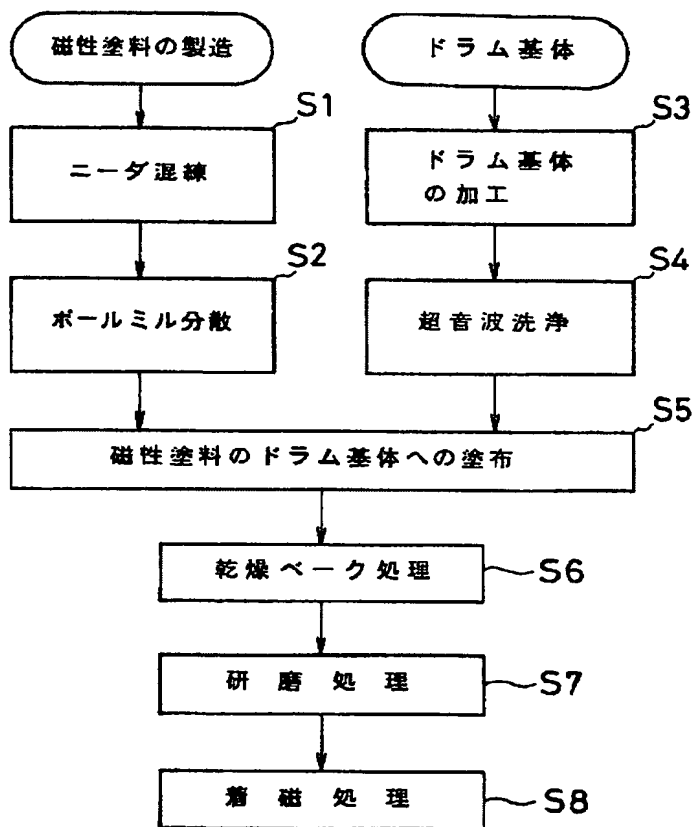 磁性塗料の製造
ドラム基体
S1
ニーダ混練
S3
ドラム基体
の加工
S2
ボールミル分散
S4
超音波洗浄
S5
磁性塗料のドラム基体への塗布
乾燥ベーク処理
S6
研磨処理
S7
着磁処理
S8